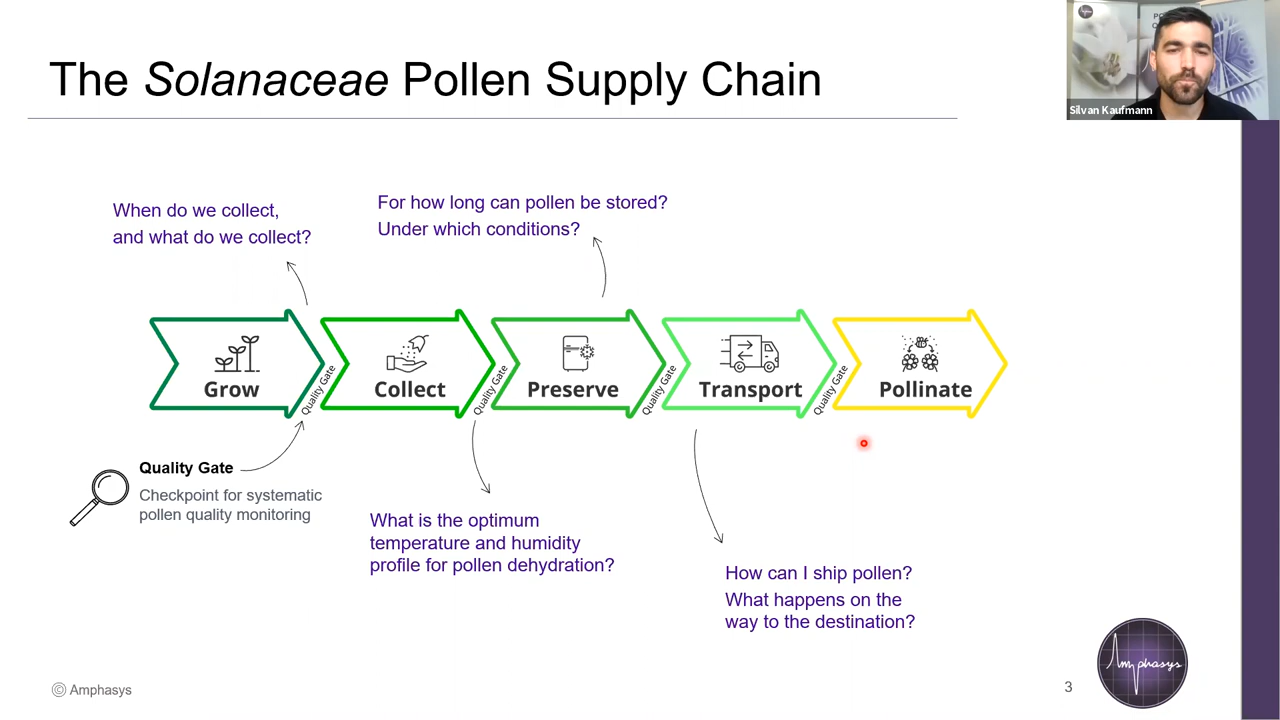 The Solanaceae Pollen Supply Chain
Silvan Kaufmann
When do we collect,
and what do we collect?
For how long can pollen be stored?
Under which conditions?
Grow
Quality Gate
Collect
Quality Gate
Preserve
Quality Gate
Transport
Quality Gate
Pollinate
Quality Gate
Checkpoint for systematic
pollen quality monitoring
What is the optimum
temperature and humidity
profile for pollen dehydration?
How can I ship pollen?
What happens on the
way to the destination?
© Amphasys
3
Amphasys